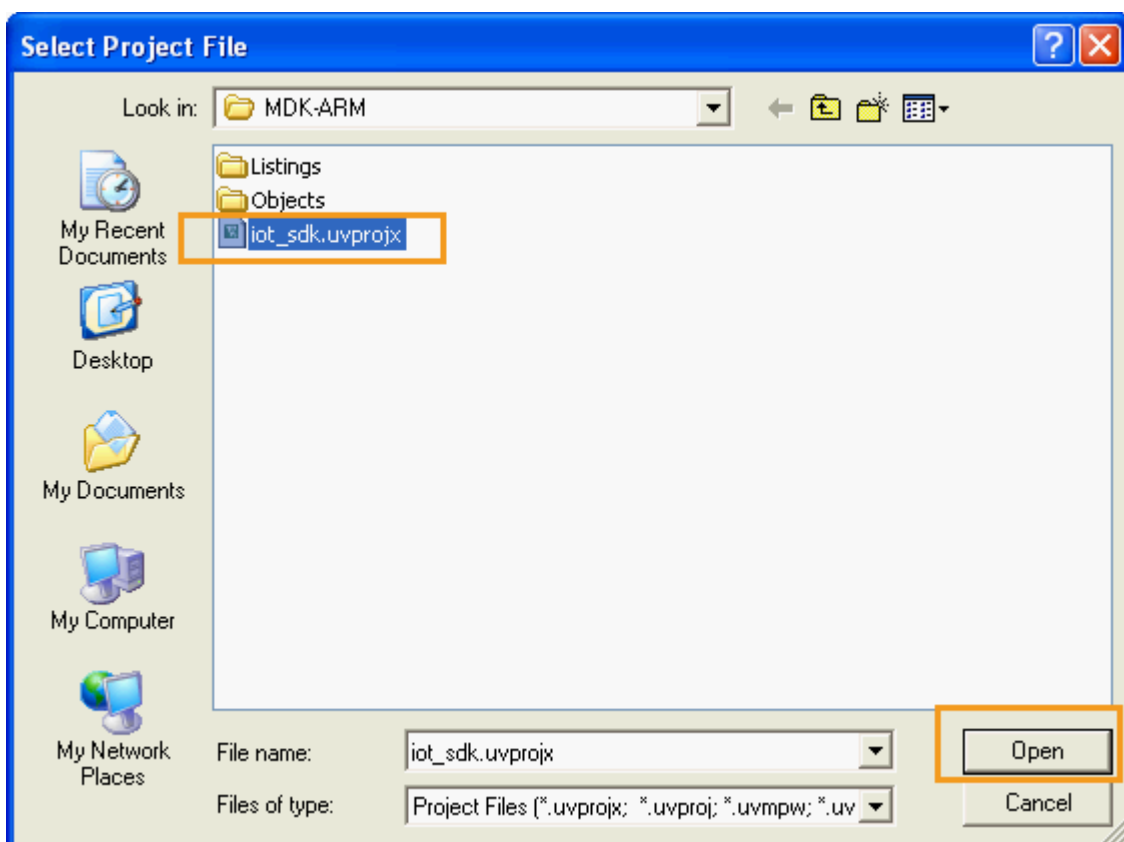 Select Project File
Look in: MDK-ARM
Listings
Objects
iot_sdk.uvprojx
My Recent
Documents
Desktop
My Documents
My Computer
My Network
Places
File name: iot_sdk.uvprojx Open
Files of type: Project Files (*.uvprojx; *.uvproj; *.uvmpw; *.uv Cancel